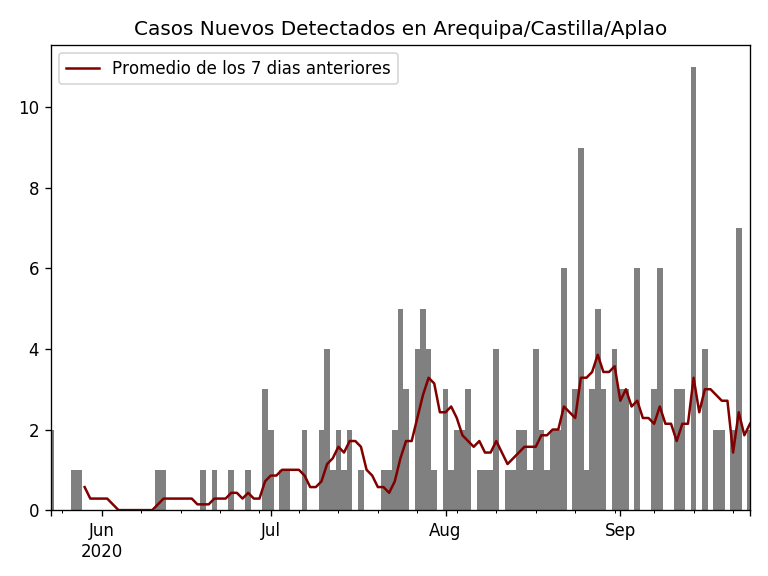 Casos Nuevos Detectados en Arequipa/Castilla/Aplao
Promedio de los 7 dias anteriores
10
8
6
4
2
0
Jun Jul Aug Sep
2020